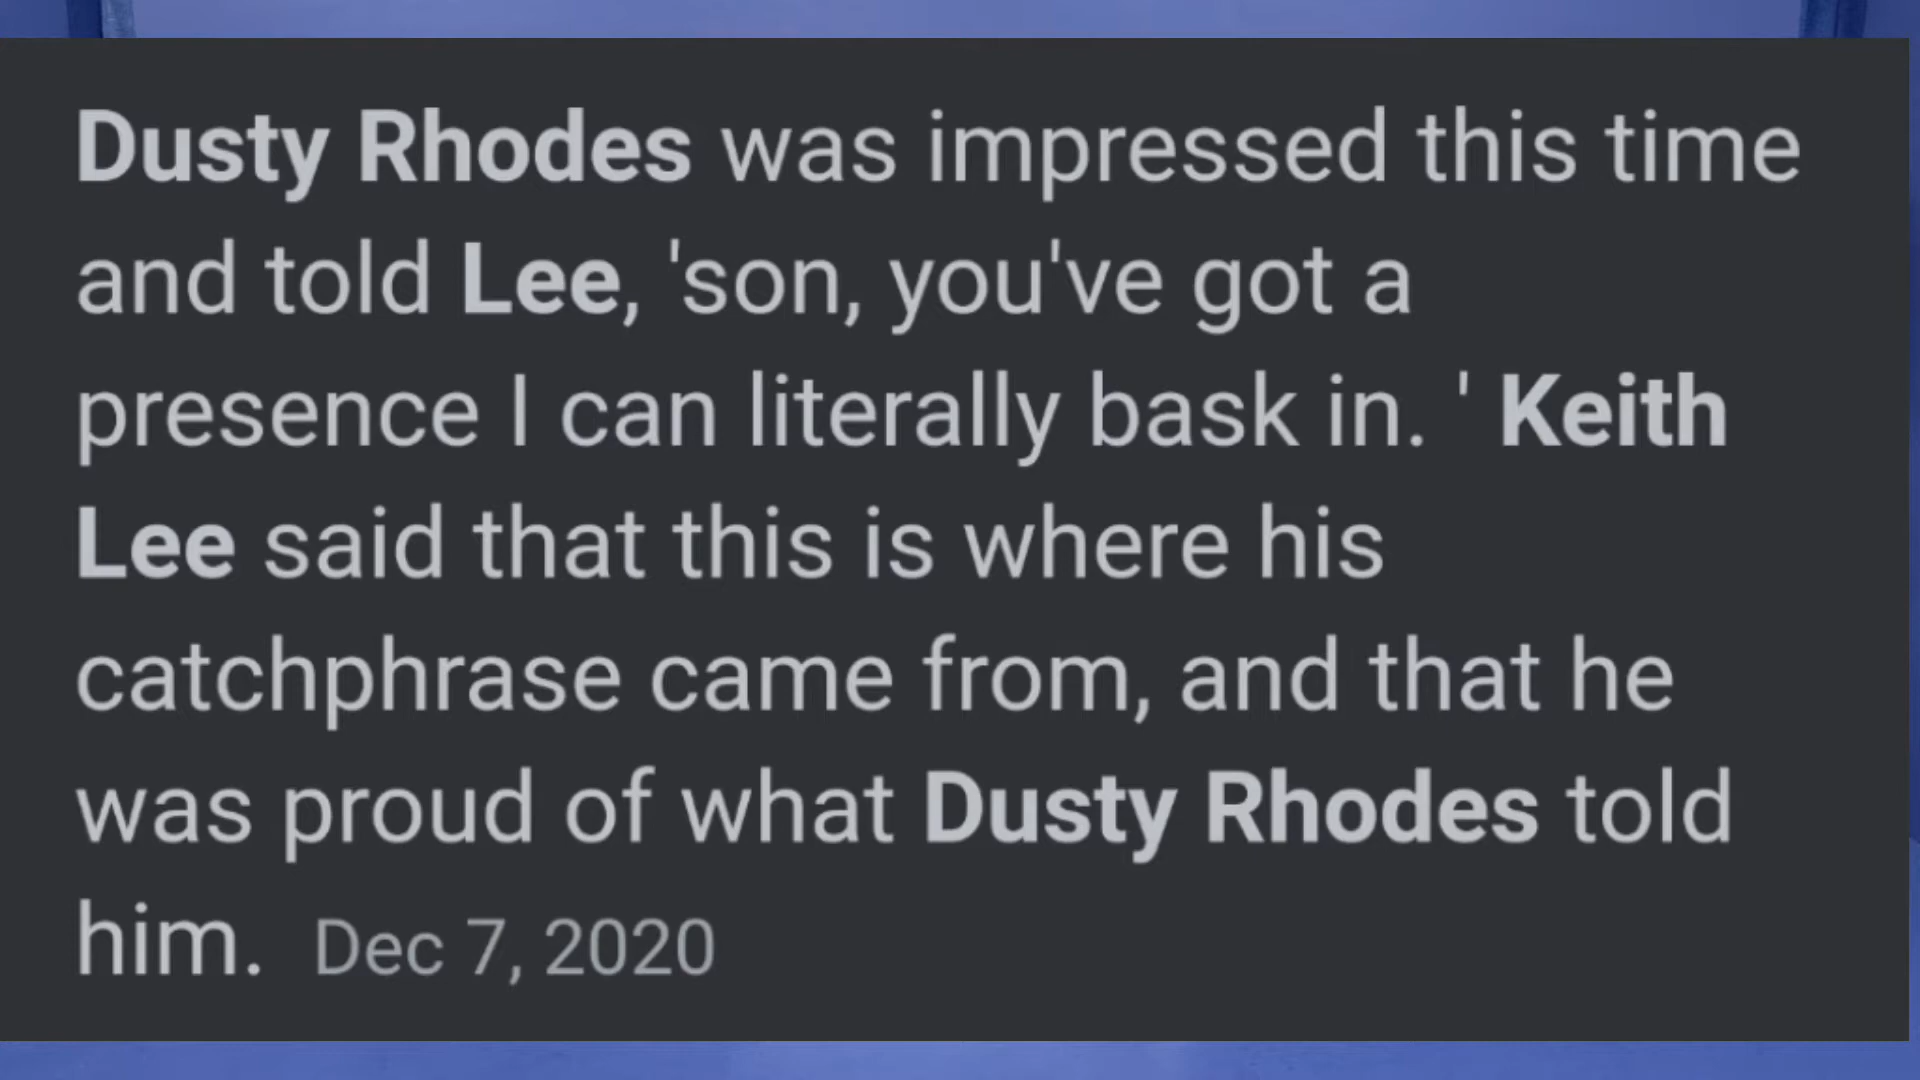 Dusty Rhodes was impressed this time
and told Lee, 'son, you've got a
presence I can literally bask in. ' Keith
Lee said that this is where his
catchphrase came from, and that he
was proud of what Dusty Rhodes told
him. Dec 7, 2020